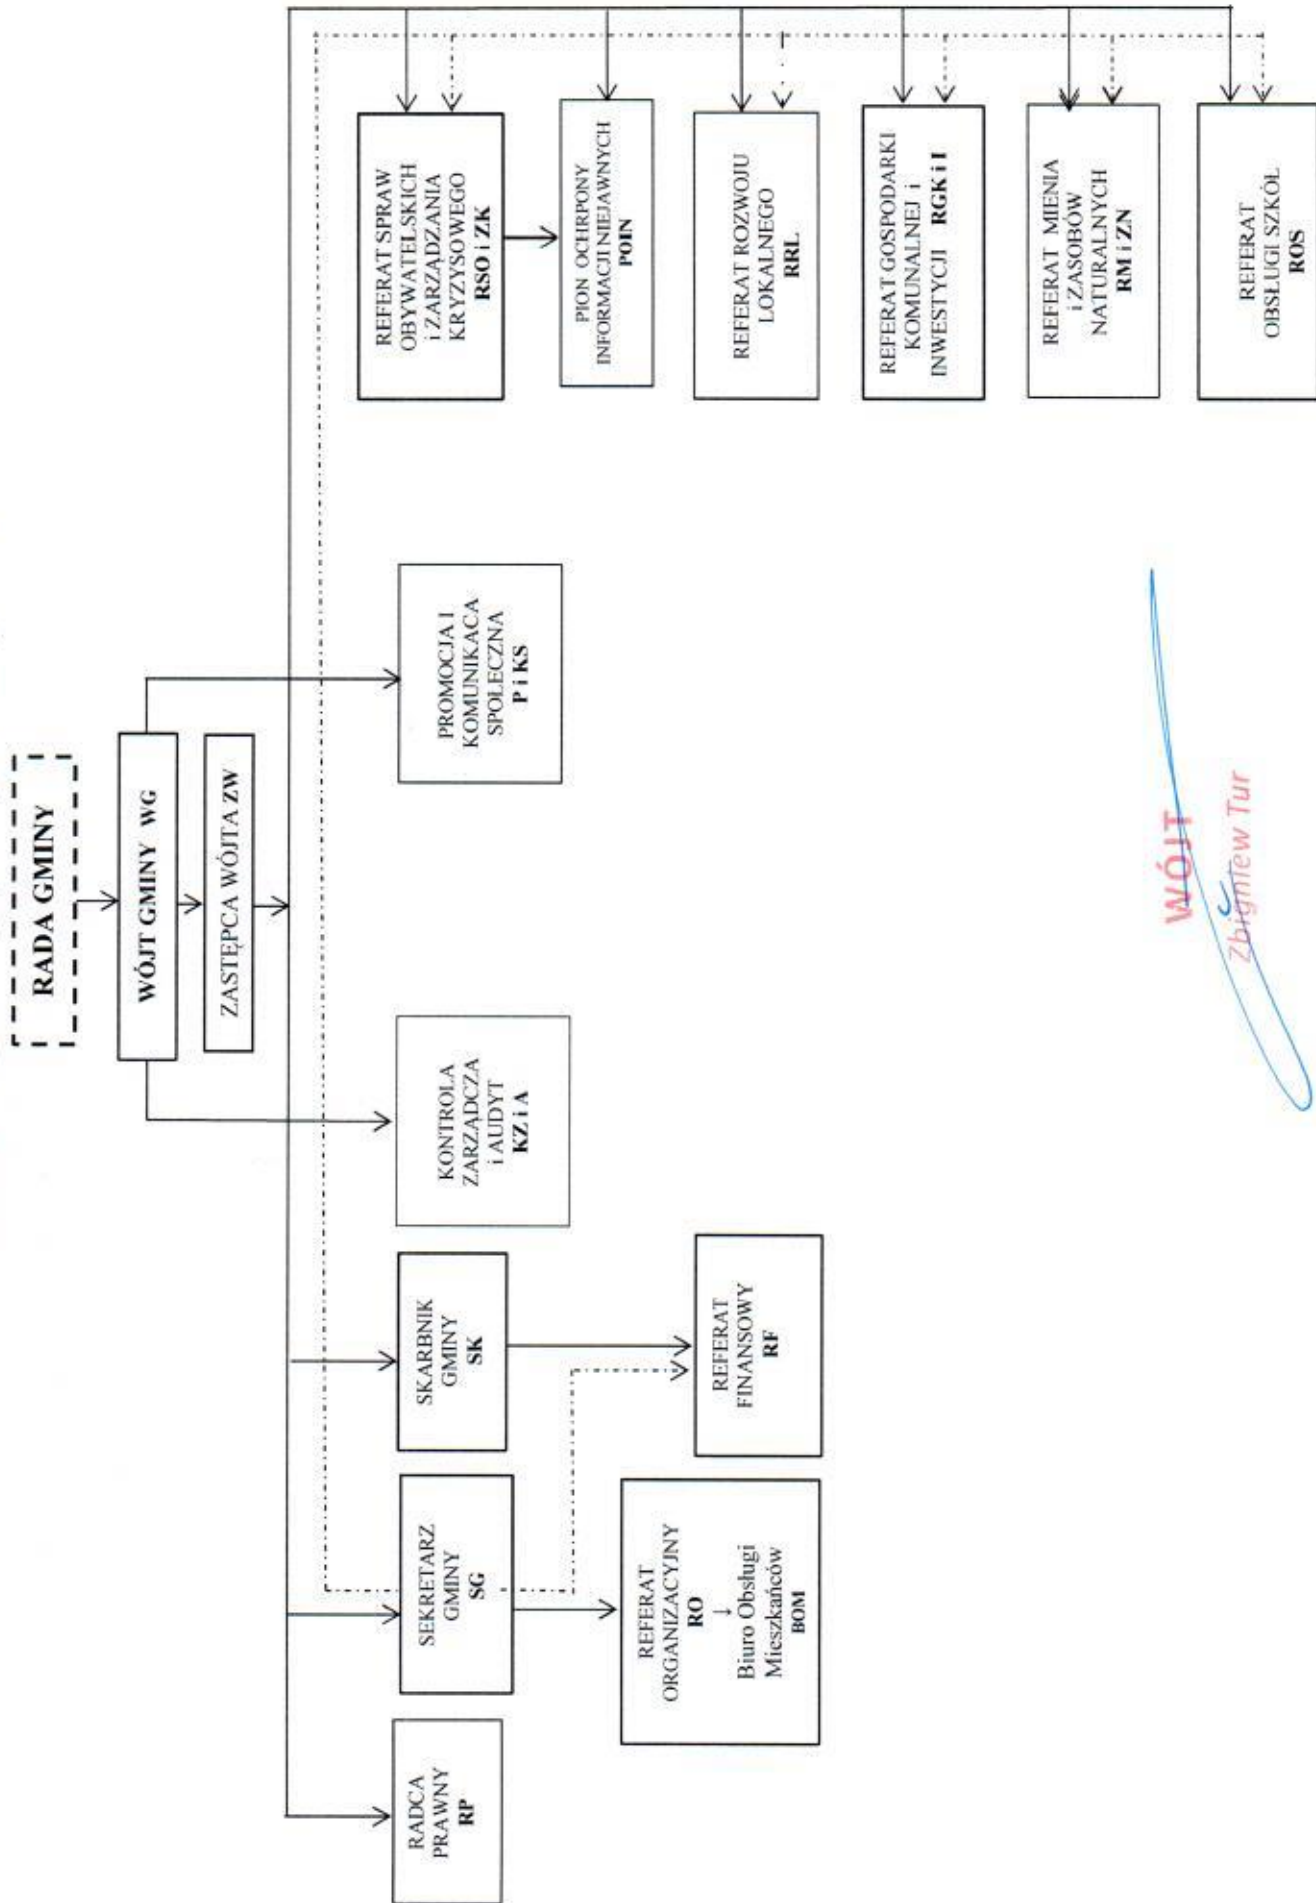 RADA GMINY
WÓJT GMINY WG
ZASTĘPCA WÓJTA ZW
RADCA
PRAWNY
RP
SEKRETARZ
GMINY
SG
SKARBNIK
GMINY
SK
KONTROLA
ZARZĄDCZA
i AUDYT
KZ i A
PROMOCJA I
KOMUNIKACA
SPOŁECZNA
P i KS
REFERAT
ORGANIZACYJNY
RO
↓
Biuro Obsługi
Mieszkańców
BOM
REFERAT
FINANSOWY
RF
REFERAT SPRAW
OBYWATELSKICH
i ZARZĄDZANIA
KRYZYSOWEGO
RSO i ZK
PION OCHRPONY
INFORMACJI NIEJAWNYCH
POIN
REFERAT ROZWOJU
LOKALNEGO
RRL
REFERAT GOSPODARKI
KOMUNALNEJ i
INWESTYCJI RGK i I
REFERAT MIENIA
i ZASOBÓW
NATURALNYCH
RM i ZN
REFERAT
OBSŁUGI SZKÓŁ
ROS
WÓJT
Zbigniew Tur